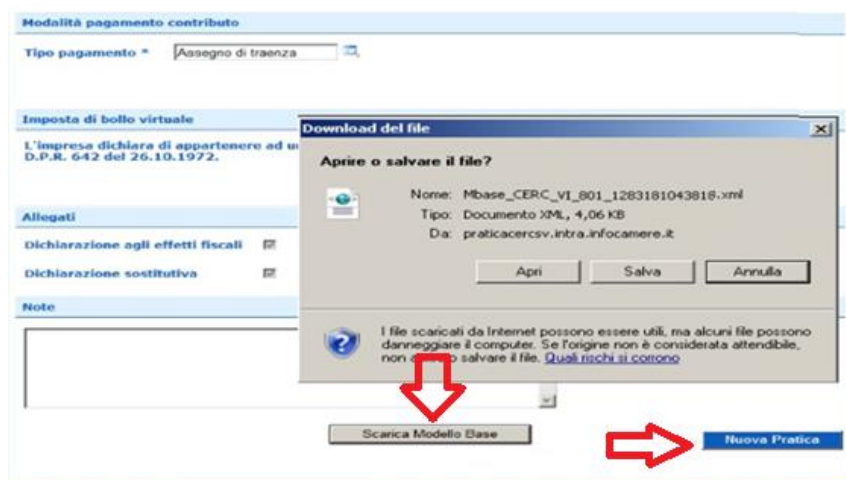 Modalità pagamento contributo
Tipo pagamento * Assegno di traenza
Imposta di bollo virtuale
L'impresa dichiara di appartenere ad
D.P.R. 642 del 26.10.1972.
Allegati
Dichiarazione agli effetti fiscali
Dichiarazione sostitutiva
Note
Download del file
Aprire o salvare il file?
Nome: Mbase_CERC_VI_801_1283181043818.xml
Tipo: Documento XML, 4,06 KB
Da: praticacercsv.intra.infocamere.it
Apri Salva Annulla
I file scaricati da Internet possono essere utili, ma alcuni file possono
danneggiare il computer. Se l'origine non è considerata attendibile,
non salvare il file. Quali rischi si corrono
Scarica Modello Base
Nuova Pratica